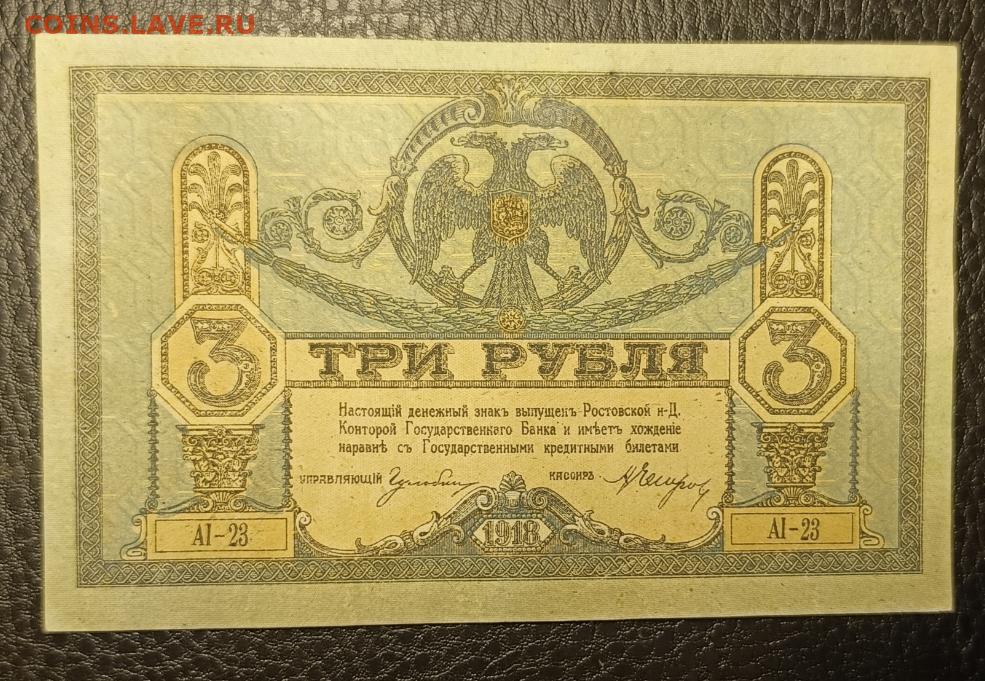 COINS.LAVE.RU
3 ТРИ РУБЛЯ 3
Настоящій денежный знакъ выпущенъ Ростовской н-Д.
Конторой Государственнаго Банка и имѣетъ хожденіе
наравнѣ съ Государственными кредитными билетами
УПРАВЛЯЮЩІЙ КАССИРЪ
АІ-23 1918 АІ-23